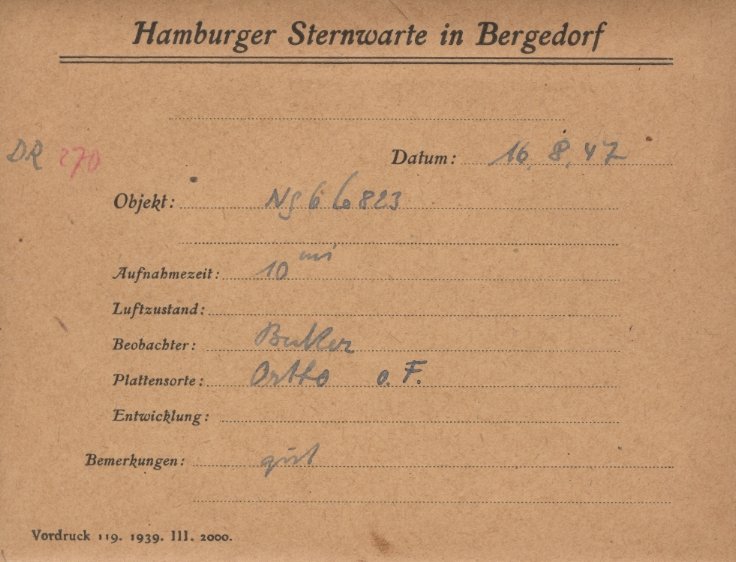 Hamburger Sternwarte in Bergedorf
DR 270
Datum: 16. 8. 47
Objekt: NgC 6823
Aufnahmezeit: 10 min
Luftzustand:
Beobachter:
Plattensorte: Ortho o. F.
Entwicklung:
Bemerkungen: gut
Vordruck 119. 1939. III. 2000.